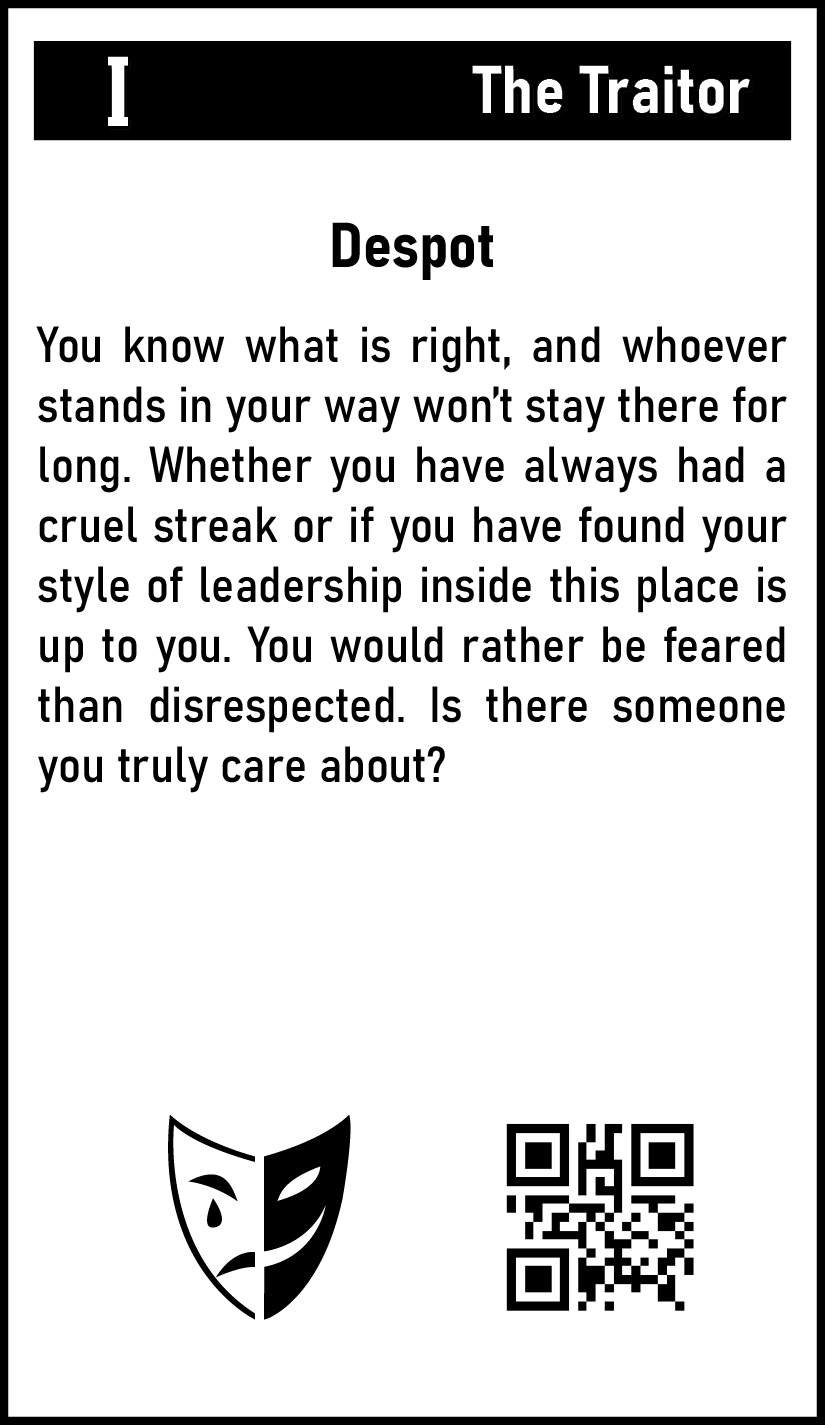 I The Traitor
Despot
You know what is right, and whoever
stands in your way won’t stay there for
long. Whether you have always had a
cruel streak or if you have found your
style of leadership inside this place is
up to you. You would rather be feared
than disrespected. Is there someone
you truly care about?